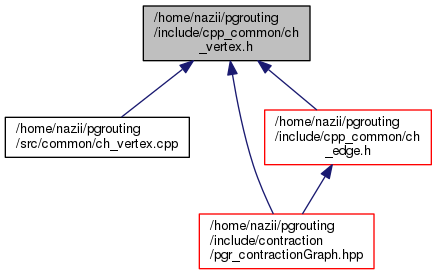 /home/nazii/pgrouting
/include/cpp_common/ch
_vertex.h
/home/nazii/pgrouting
/src/common/ch_vertex.cpp
/home/nazii/pgrouting
/include/cpp_common/ch
_edge.h
/home/nazii/pgrouting
/include/contraction
/pgr_contractionGraph.hpp